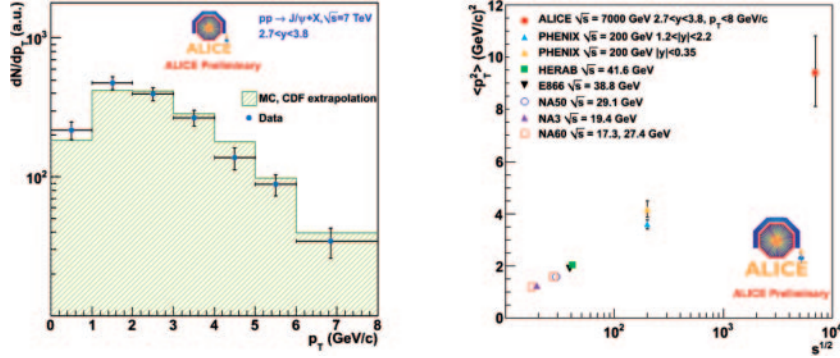 dN/dp_T (a.u.)
10³
10²
ALICE
ALICE Preliminary
pp → J/ψ+X,√s=7 TeV
2.7<y<3.8
MC, CDF extrapolation
Data
0 1 2 3 4 5 6 7 8
p_T (GeV/c)
<p_T²> (GeV/c)²
12
10
8
6
4
2
0
ALICE √s = 7000 GeV 2.7<y<3.8, p_T<8 GeV/c
PHENIX √s = 200 GeV 1.2<|y|<2.2
PHENIX √s = 200 GeV |y|<0.35
HERAB √s = 41.6 GeV
E866 √s = 38.8 GeV
NA50 √s = 29.1 GeV
NA3 √s = 19.4 GeV
NA60 √s = 17.3, 27.4 GeV
ALICE
ALICE Preliminary
10² 10³ 10⁴
s^1/2